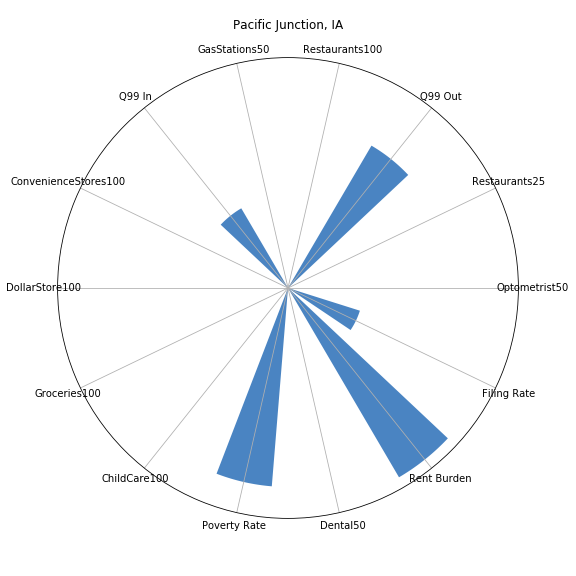 Pacific Junction, IA
GasStations50
Restaurants100
Q99 In
Q99 Out
ConvenienceStores100
Restaurants25
DollarStore100
Optometrist50
Groceries100
Filing Rate
ChildCare100
Rent Burden
Poverty Rate
Dental50